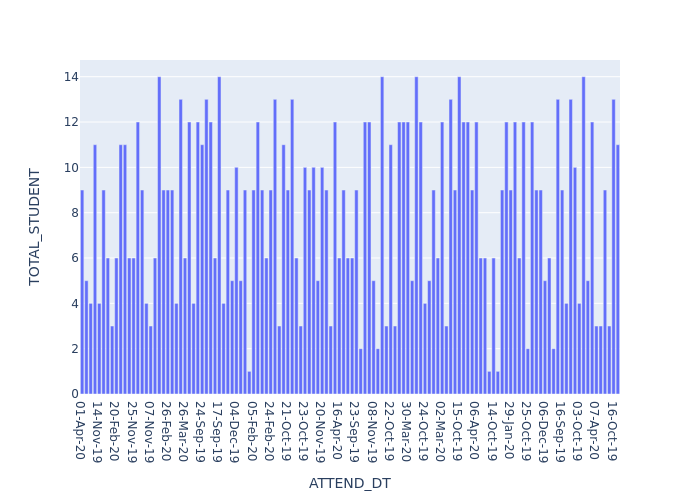 14
12
10
8
6
4
2
0
TOTAL_STUDENT
01-Apr-20
14-Nov-19
20-Feb-20
25-Nov-19
07-Nov-19
26-Feb-20
26-Mar-20
24-Sep-19
17-Sep-19
04-Dec-19
05-Feb-20
24-Feb-20
21-Oct-19
23-Oct-19
20-Nov-19
16-Apr-20
23-Sep-19
08-Nov-19
22-Oct-19
30-Mar-20
24-Oct-19
02-Mar-20
15-Oct-19
06-Apr-20
14-Oct-19
29-Jan-20
25-Oct-19
06-Dec-19
16-Sep-19
03-Oct-19
07-Apr-20
16-Oct-19
ATTEND_DT